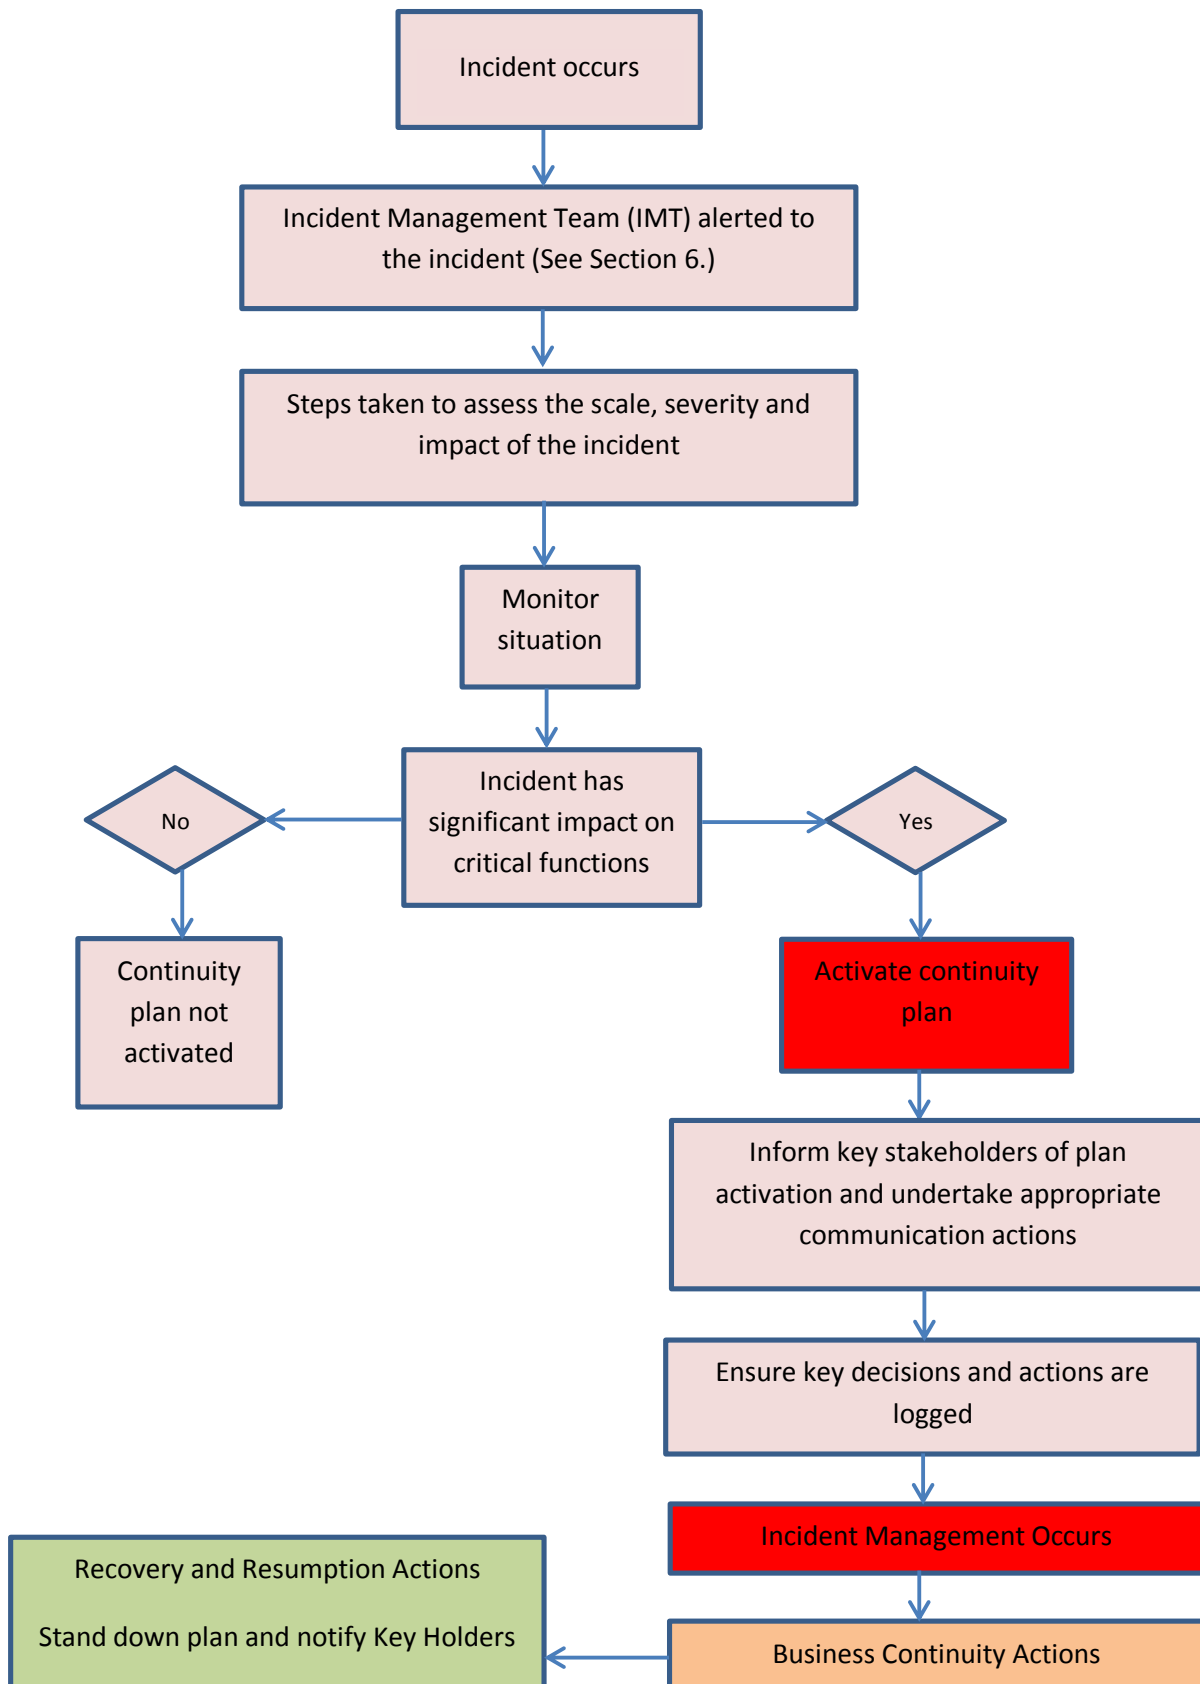 Incident occurs
Incident Management Team (IMT) alerted to
the incident (See Section 6.)
Steps taken to assess the scale, severity and
impact of the incident
Monitor
situation
Incident has
significant impact on
critical functions
No
Yes
Continuity
plan not
activated
Activate continuity
plan
Inform key stakeholders of plan
activation and undertake appropriate
communication actions
Ensure key decisions and actions are
logged
Incident Management Occurs
Business Continuity Actions
Recovery and Resumption Actions
Stand down plan and notify Key Holders